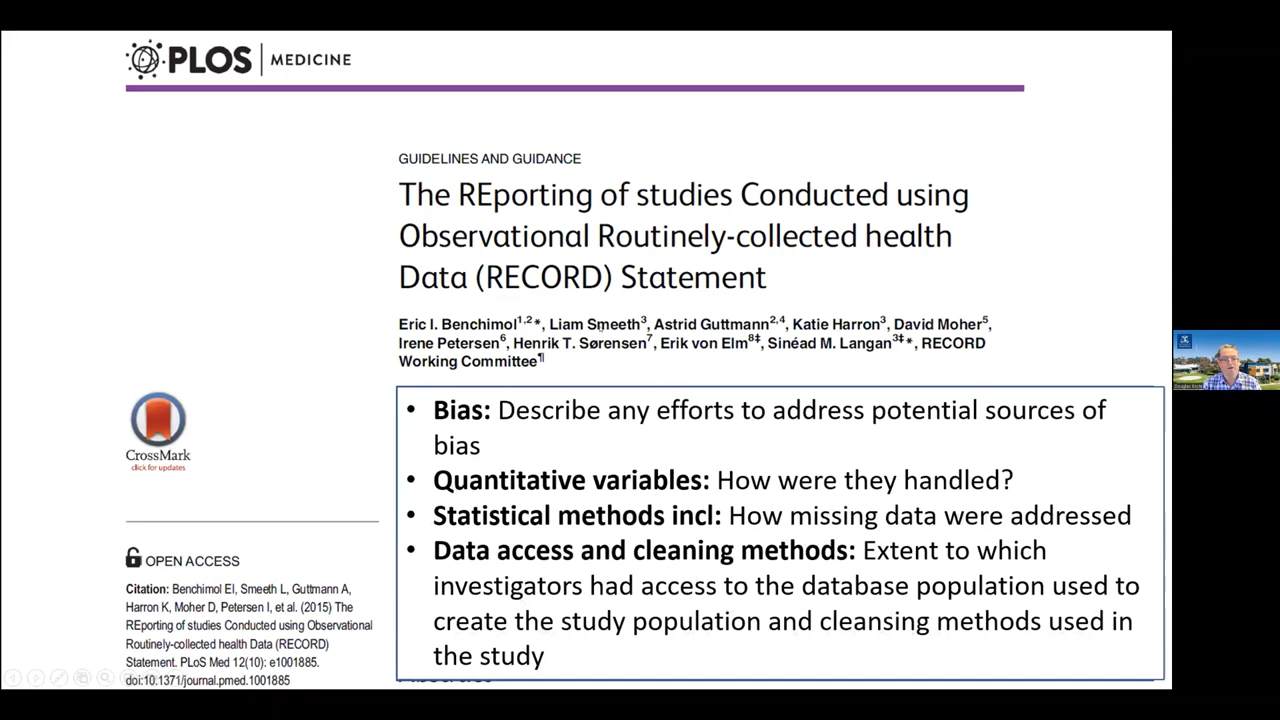 PLOS | MEDICINE
GUIDELINES AND GUIDANCE
The REporting of studies Conducted using
Observational Routinely-collected health
Data (RECORD) Statement
Eric I. Benchimol1,2*, Liam Smeeth3, Astrid Guttmann2,4, Katie Harron3, David Moher5,
Irene Petersen6, Henrik T. Sørensen7, Erik von Elm8‡, Sinéad M. Langan3‡*, RECORD
Working Committee¶
• Bias: Describe any efforts to address potential sources of
bias
• Quantitative variables: How were they handled?
• Statistical methods incl: How missing data were addressed
• Data access and cleaning methods: Extent to which
investigators had access to the database population used to
create the study population and cleansing methods used in
the study
CrossMark
click for updates
OPEN ACCESS
Citation: Benchimol EI, Smeeth L, Guttmann A,
Harron K, Moher D, Petersen I, et al. (2015) The
REporting of studies Conducted using Observational
Routinely-collected health Data (RECORD)
Statement. PLoS Med 12(10): e1001885.
doi:10.1371/journal.pmed.1001885